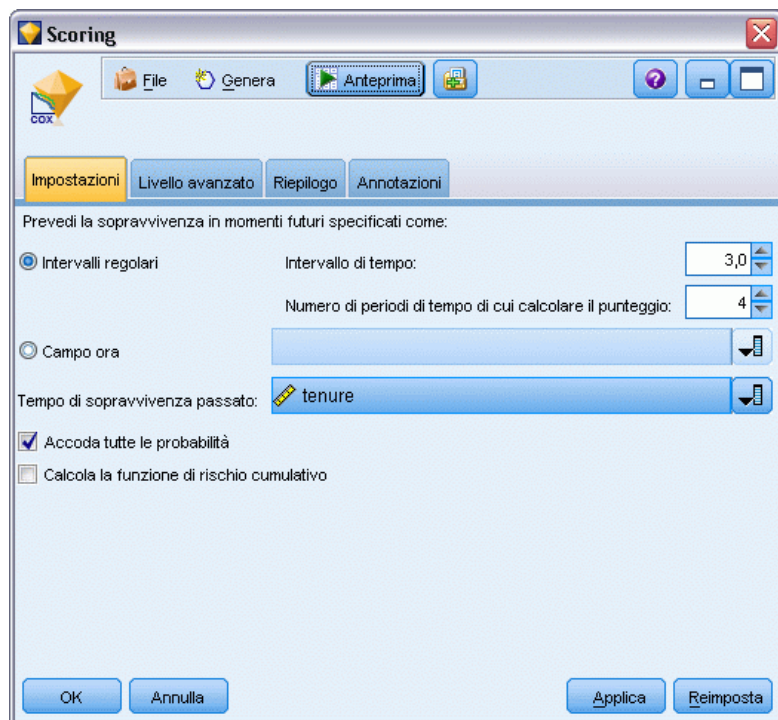 Scoring
cox
File Genera Anteprima
Impostazioni Livello avanzato Riepilogo Annotazioni
Prevedi la sopravvivenza in momenti futuri specificati come:
Intervalli regolari Intervallo di tempo: 3,0
Numero di periodi di tempo di cui calcolare il punteggio: 4
Campo ora
Tempo di sopravvivenza passato: tenure
Accoda tutte le probabilità
Calcola la funzione di rischio cumulativo
OK Annulla Applica Reimposta